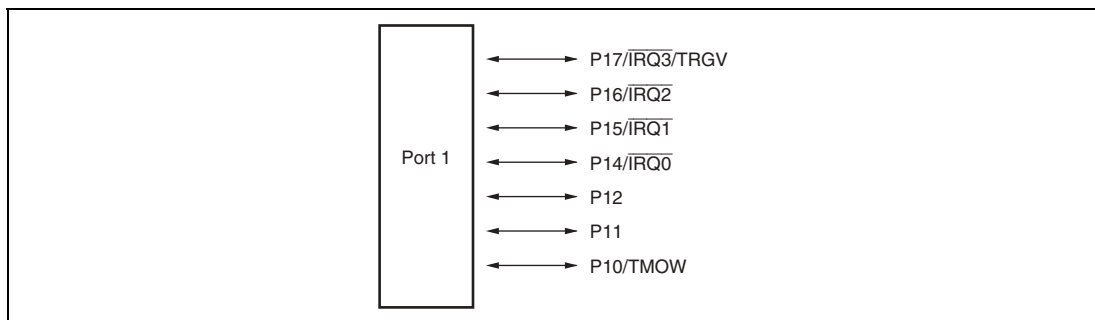 Port 1
P17/IRQ3/TRGV
P16/IRQ2
P15/IRQ1
P14/IRQ0
P12
P11
P10/TMOW